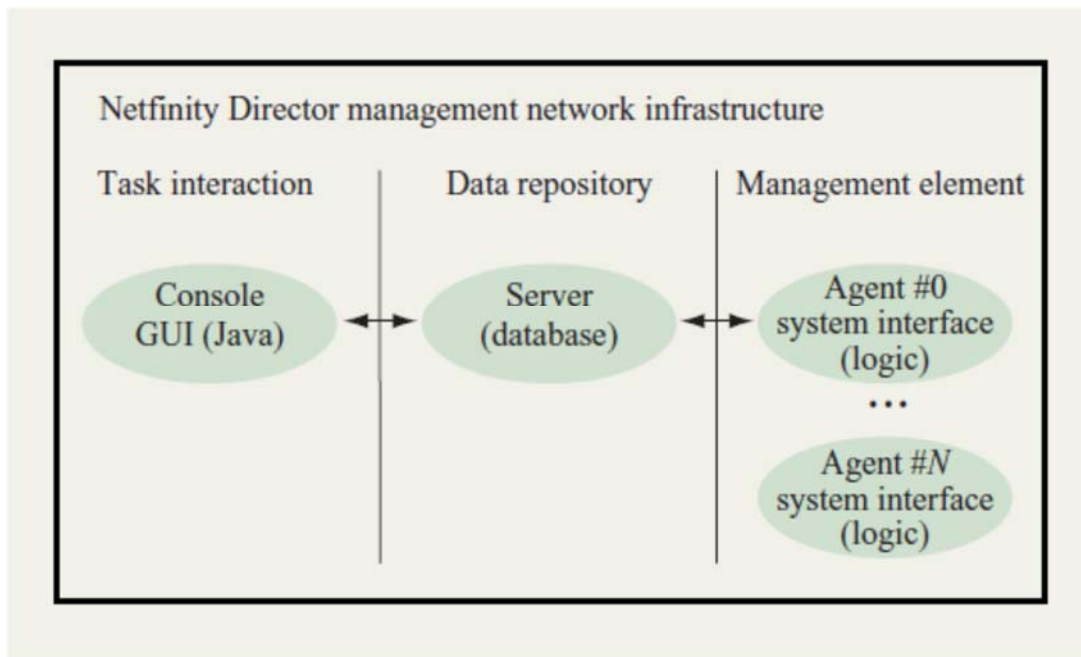 Netfinity Director management network infrastructure
Task interaction
Data repository
Management element
Console
GUI (Java)
Server
(database)
Agent #0
system interface
(logic)
...
Agent #N
system interface
(logic)